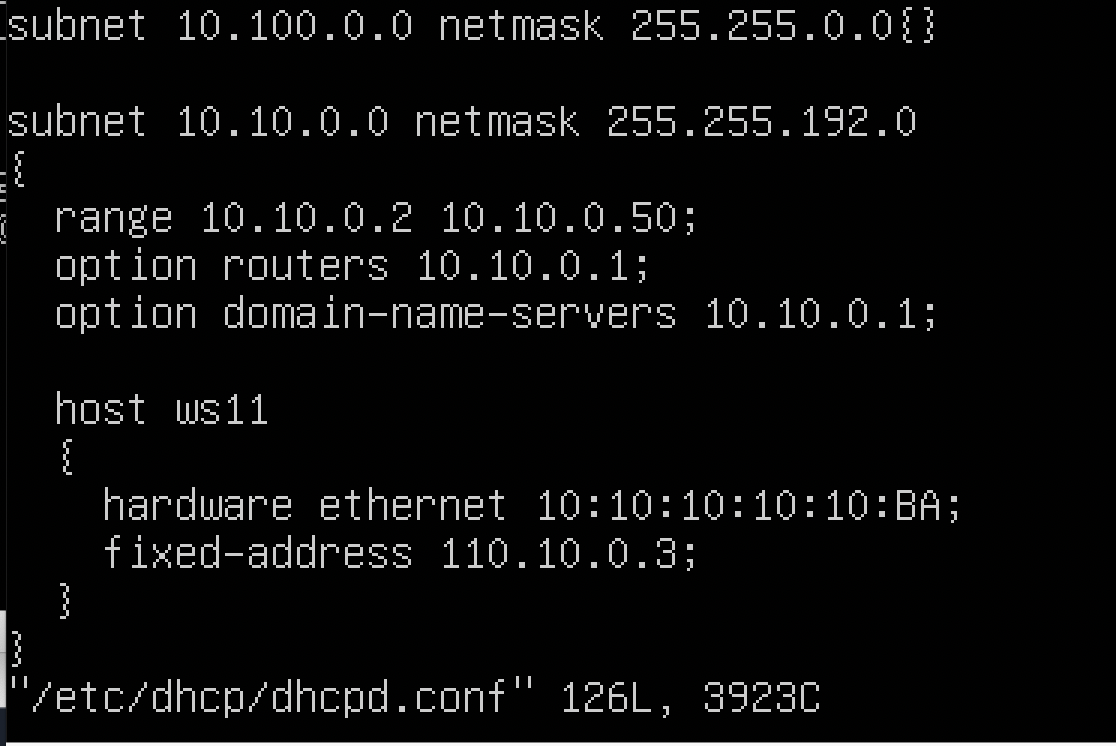 subnet 10.100.0.0 netmask 255.255.0.0{}
subnet 10.10.0.0 netmask 255.255.192.0
{
range 10.10.0.2 10.10.0.50;
option routers 10.10.0.1;
option domain-name-servers 10.10.0.1;
host ws11
{
hardware ethernet 10:10:10:10:10:BA;
fixed-address 110.10.0.3;
}
}
"/etc/dhcp/dhcpd.conf" 126L, 3923C